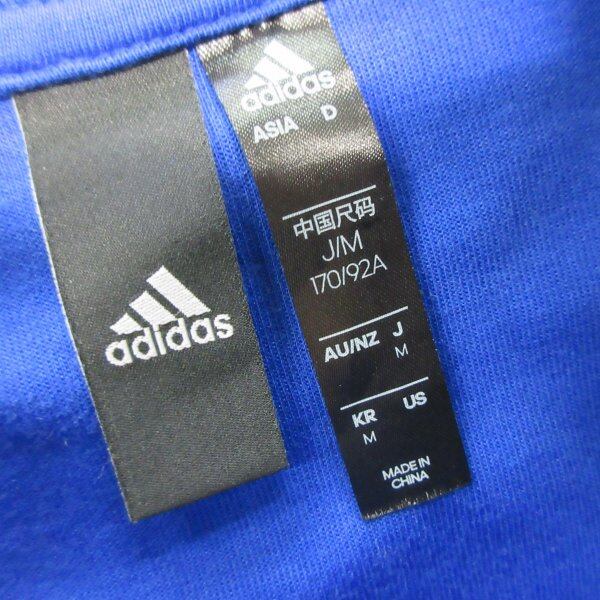 adidas
adidas
ASIA D
中国尺码
J/M
170/92A
AU/NZ J
M
KR US
M
MADE IN
CHINA